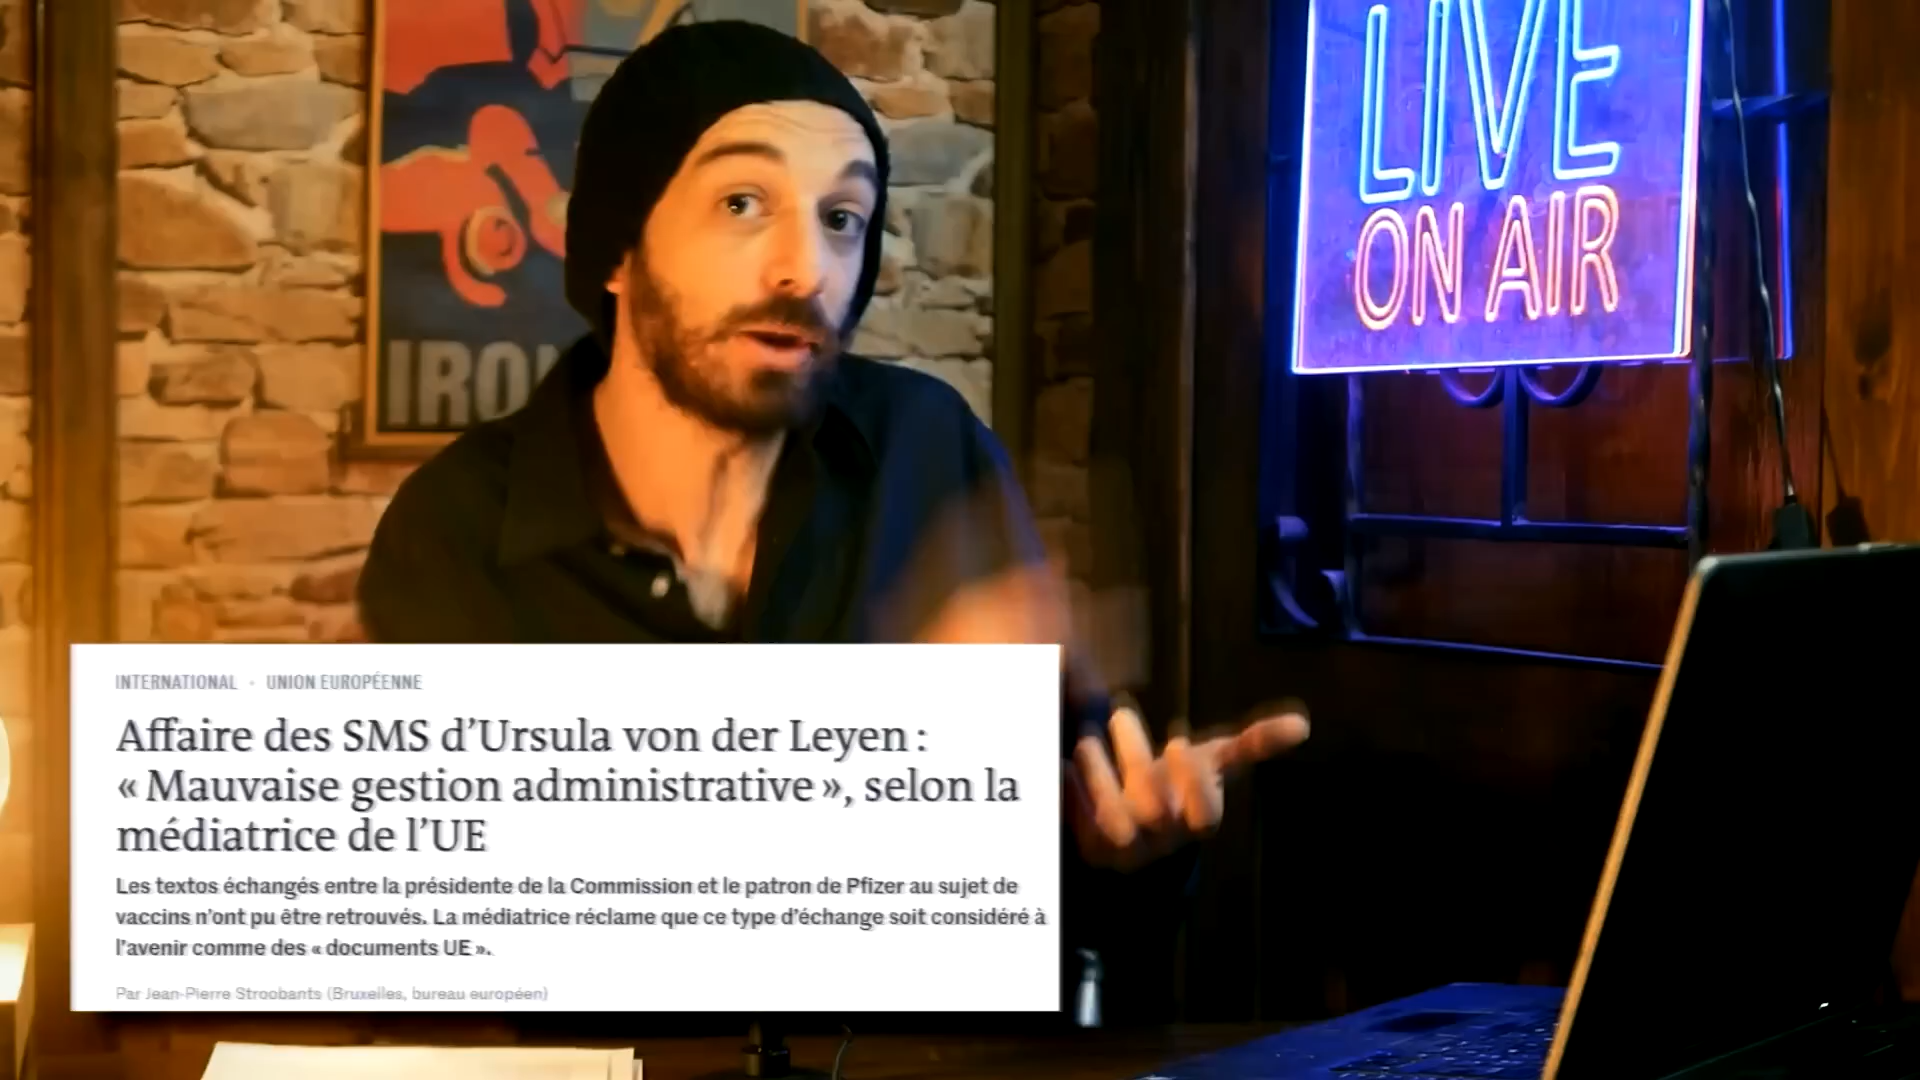 LIVE
ON AIR
IRO
INTERNATIONAL • UNION EUROPÉENNE
Affaire des SMS d’Ursula von der Leyen :
« Mauvaise gestion administrative », selon la
médiatrice de l’UE
Les textos échangés entre la présidente de la Commission et le patron de Pfizer au sujet de
vaccins n’ont pu être retrouvés. La médiatrice réclame que ce type d’échange soit considéré à
l’avenir comme des « documents UE ».
Par Jean-Pierre Stroobants (Bruxelles, bureau européen)